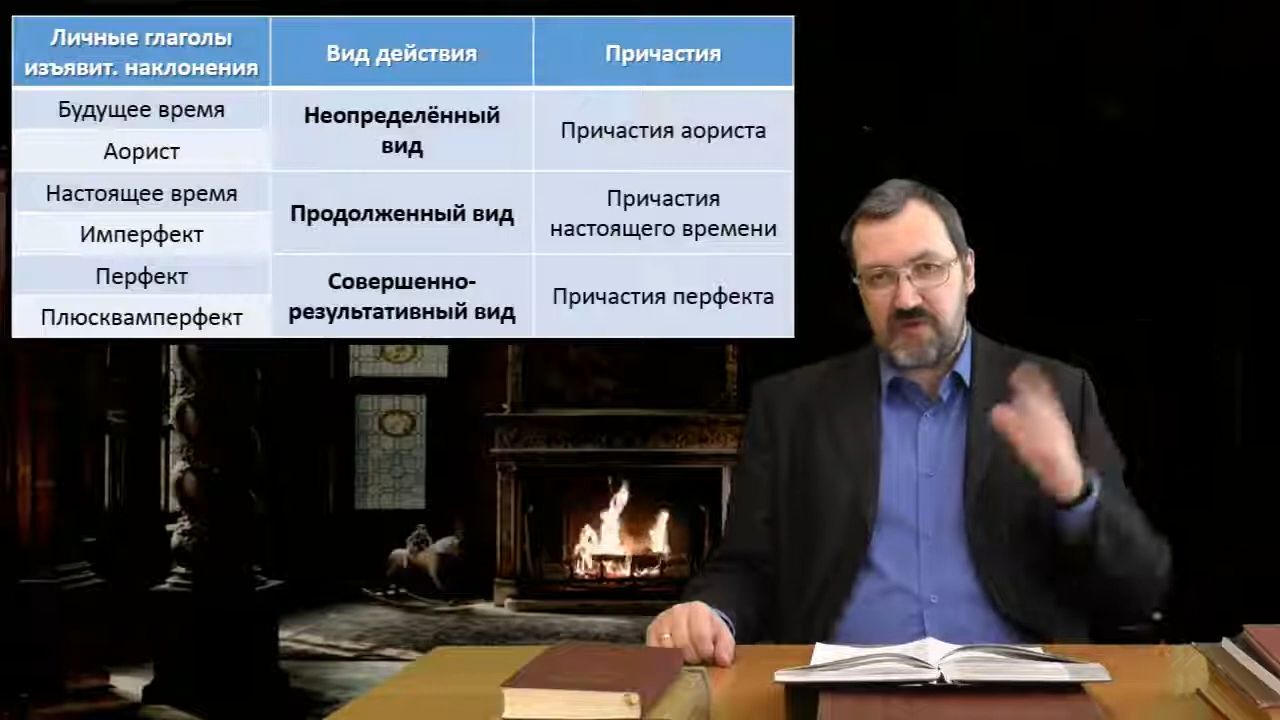 Личные глаголы
изъявит. наклонения
Вид действия
Причастия
Будущее время
Аорист
Неопределённый
вид
Причастия аориста
Настоящее время
Имперфект
Продолженный вид
Причастия
настоящего времени
Перфект
Плюсквамперфект
Совершенно-
результативный вид
Причастия перфекта